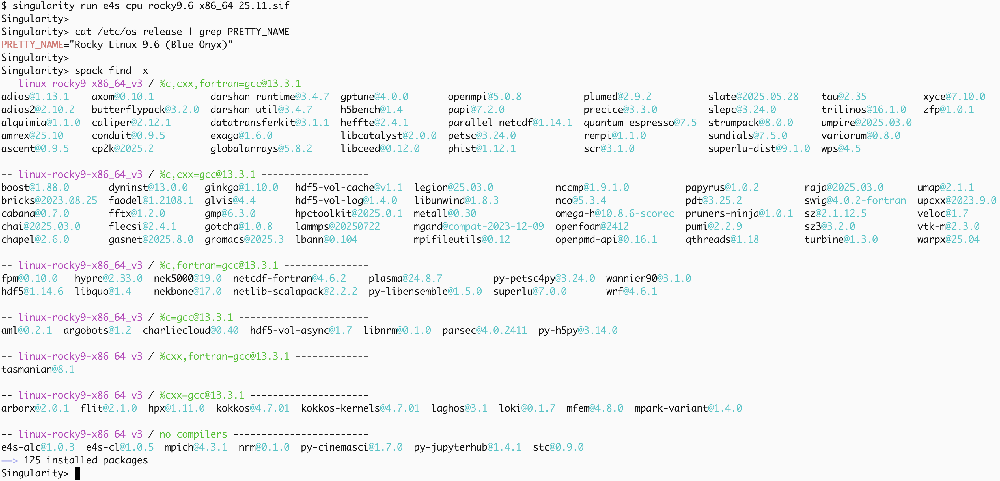 $ singularity run e4s-cpu-rocky9.6-x86_64-25.11.sif
Singularity>
Singularity> cat /etc/os-release | grep PRETTY_NAME
PRETTY_NAME="Rocky Linux 9.6 (Blue Onyx)"
Singularity>
Singularity> spack find -x
-- linux-rocky9-x86_64_v3 / %c,cxx,fortran=gcc@13.3.1 -----------
adios@1.13.1    axom@0.10.1          darshan-runtime@3.4.7  gptune@4.0.0       openmpi@5.0.8           plumed@2.9.2          slate@2025.05.28    tau@2.35          xyce@7.10.0
adios2@2.10.2   butterflypack@3.2.0  darshan-util@3.4.7     h5bench@1.4        papi@7.2.0              precice@3.3.0         slepc@3.24.0        trilinos@16.1.0   zfp@1.0.1
alquimia@1.1.0  caliper@2.12.1       datatransferkit@3.1.1  heffte@2.4.1       parallel-netcdf@1.14.1  quantum-espresso@7.5  strumpack@8.0.0     umpire@2025.03.0
amrex@25.10     conduit@0.9.5        exago@1.6.0            libcatalyst@2.0.0  petsc@3.24.0            rempi@1.1.0           sundials@7.5.0      variorum@0.8.0
ascent@0.9.5    cp2k@2025.2          globalarrays@5.8.2     libceed@0.12.0     phist@1.12.1            scr@3.1.0             superlu-dist@9.1.0  wps@4.5
-- linux-rocky9-x86_64_v3 / %c,cxx=gcc@13.3.1 -------------------
boost@1.88.0       dyninst@13.0.0   ginkgo@1.10.0   hdf5-vol-cache@v1.1  legion@25.03.0           nccmp@1.9.1.0          papyrus@1.0.2        raja@2025.03.0      umap@2.1.1
bricks@2023.08.25  faodel@1.2108.1  glvis@4.4       hdf5-vol-log@1.4.0   libunwind@1.8.3          nco@5.3.4              pdt@3.25.2           swig@4.0.2-fortran  upcxx@2023.9.0
cabana@0.7.0       fftx@1.2.0       gmp@6.3.0       hpctoolkit@2025.0.1  metall@0.30              omega-h@10.8.6-scorec  pruners-ninja@1.0.1  sz@2.1.12.5         veloc@1.7
chai@2025.03.0     flecsi@2.4.1     gotcha@1.0.8    lammps@20250722      mgard@compat-2023-12-09  openfoam@2412          pumi@2.2.9           sz3@3.2.0           vtk-m@2.3.0
chapel@2.6.0       gasnet@2025.8.0  gromacs@2025.3  lbann@0.104          mpifileutils@0.12        openpmd-api@0.16.1     qthreads@1.18        turbine@1.3.0       warpx@25.04
-- linux-rocky9-x86_64_v3 / %c,fortran=gcc@13.3.1 ---------------
fpm@0.10.0   hypre@2.33.0  nek5000@19.0  netcdf-fortran@4.6.2    plasma@24.8.7         py-petsc4py@3.24.0  wannier90@3.1.0
hdf5@1.14.6  libquo@1.4    nekbone@17.0  netlib-scalapack@2.2.2  py-libensemble@1.5.0  superlu@7.0.0       wrf@4.6.1
-- linux-rocky9-x86_64_v3 / %c=gcc@13.3.1 -----------------------
aml@0.2.1  argobots@1.2  charliecloud@0.40  hdf5-vol-async@1.7  libnrm@0.1.0  parsec@4.0.2411  py-h5py@3.14.0
-- linux-rocky9-x86_64_v3 / %cxx,fortran=gcc@13.3.1 -------------
tasmanian@8.1
-- linux-rocky9-x86_64_v3 / %cxx=gcc@13.3.1 ---------------------
arborx@2.0.1  flit@2.1.0  hpx@1.11.0  kokkos@4.7.01  kokkos-kernels@4.7.01  laghos@3.1  loki@0.1.7  mfem@4.8.0  mpark-variant@1.4.0
-- linux-rocky9-x86_64_v3 / no compilers ------------------------
e4s-alc@1.0.3  e4s-cl@1.0.5  mpich@4.3.1  nrm@0.1.0  py-cinemasci@1.7.0  py-jupyterhub@1.4.1  stc@0.9.0
==> 125 installed packages
Singularity>